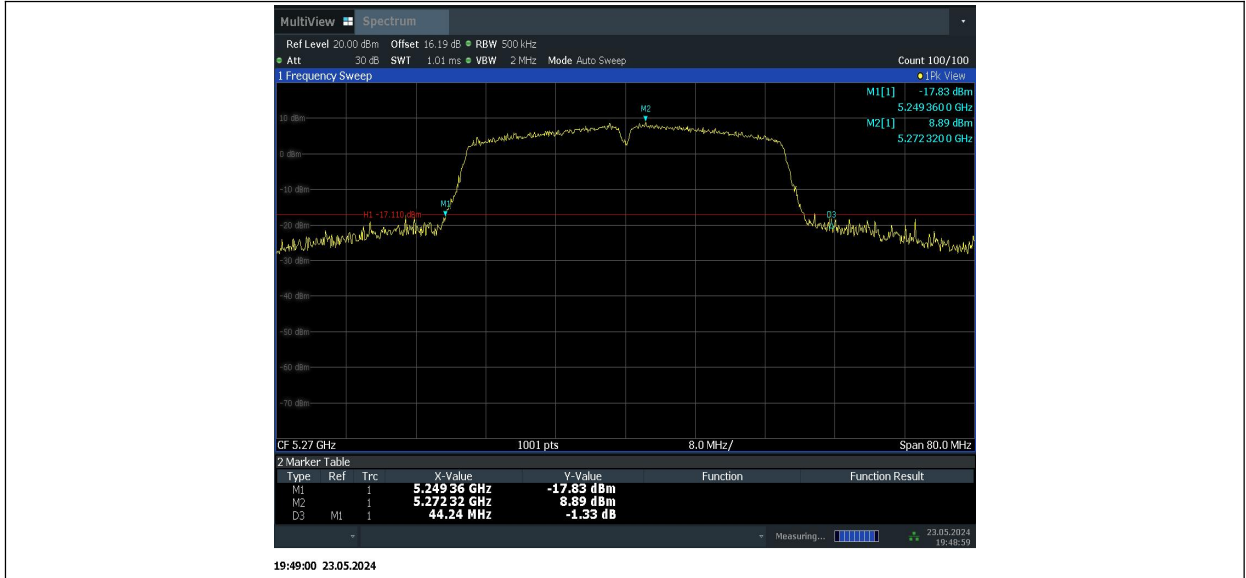 MultiView Spectrum
Ref Level 20.00 dBm Offset 16.19 dB RBW 500 kHz
Att 30 dB SWT 1.01 ms VBW 2 MHz Mode Auto Sweep Count 100/100
1 Frequency Sweep 1Pk View
M1[1] -17.83 dBm
5.249 360 0 GHz
M2[1] 8.89 dBm
5.272 320 0 GHz
M2
10 dBm
0 dBm
-10 dBm
M1
H1 -17.110 dBm
D3
-20 dBm
-30 dBm
-40 dBm
-50 dBm
-60 dBm
-70 dBm
CF 5.27 GHz 1001 pts 8.0 MHz/ Span 80.0 MHz
2 Marker Table
Type Ref Trc X-Value Y-Value Function Function Result
M1 1 5.249 36 GHz -17.83 dBm
M2 1 5.272 32 GHz 8.89 dBm
D3 M1 1 44.24 MHz -1.33 dB
Measuring... 23.05.2024
19:48:59
19:49:00 23.05.2024